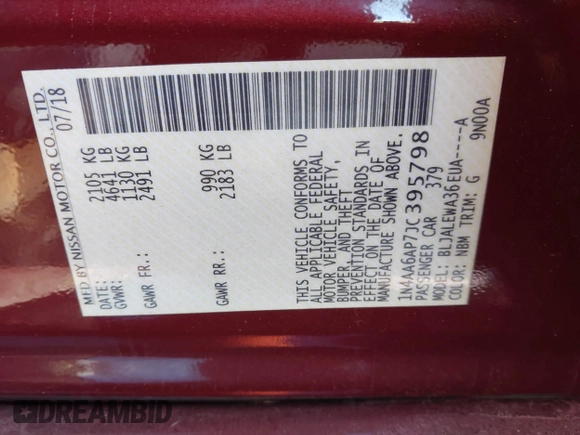 MFD BY NISSAN MOTOR CO., LTD.
DATE: 07/18
GVWR: 2105 KG
4641 LB
GAWR FR.: 1130 KG
2491 LB
GAWR RR.: 990 KG
2183 LB
THIS VEHICLE CONFORMS TO
ALL APPLICABLE FEDERAL
MOTOR VEHICLE SAFETY,
BUMPER, AND THEFT
PREVENTION STANDARDS IN
EFFECT ON THE DATE OF
MANUFACTURE SHOWN ABOVE.
1N4AA6AP7JC395798
PASSENGER CAR 379
MODEL: BLJALEWA36EUA----A
COLOR: NBM TRIM: G 9N00A
DREAMBID